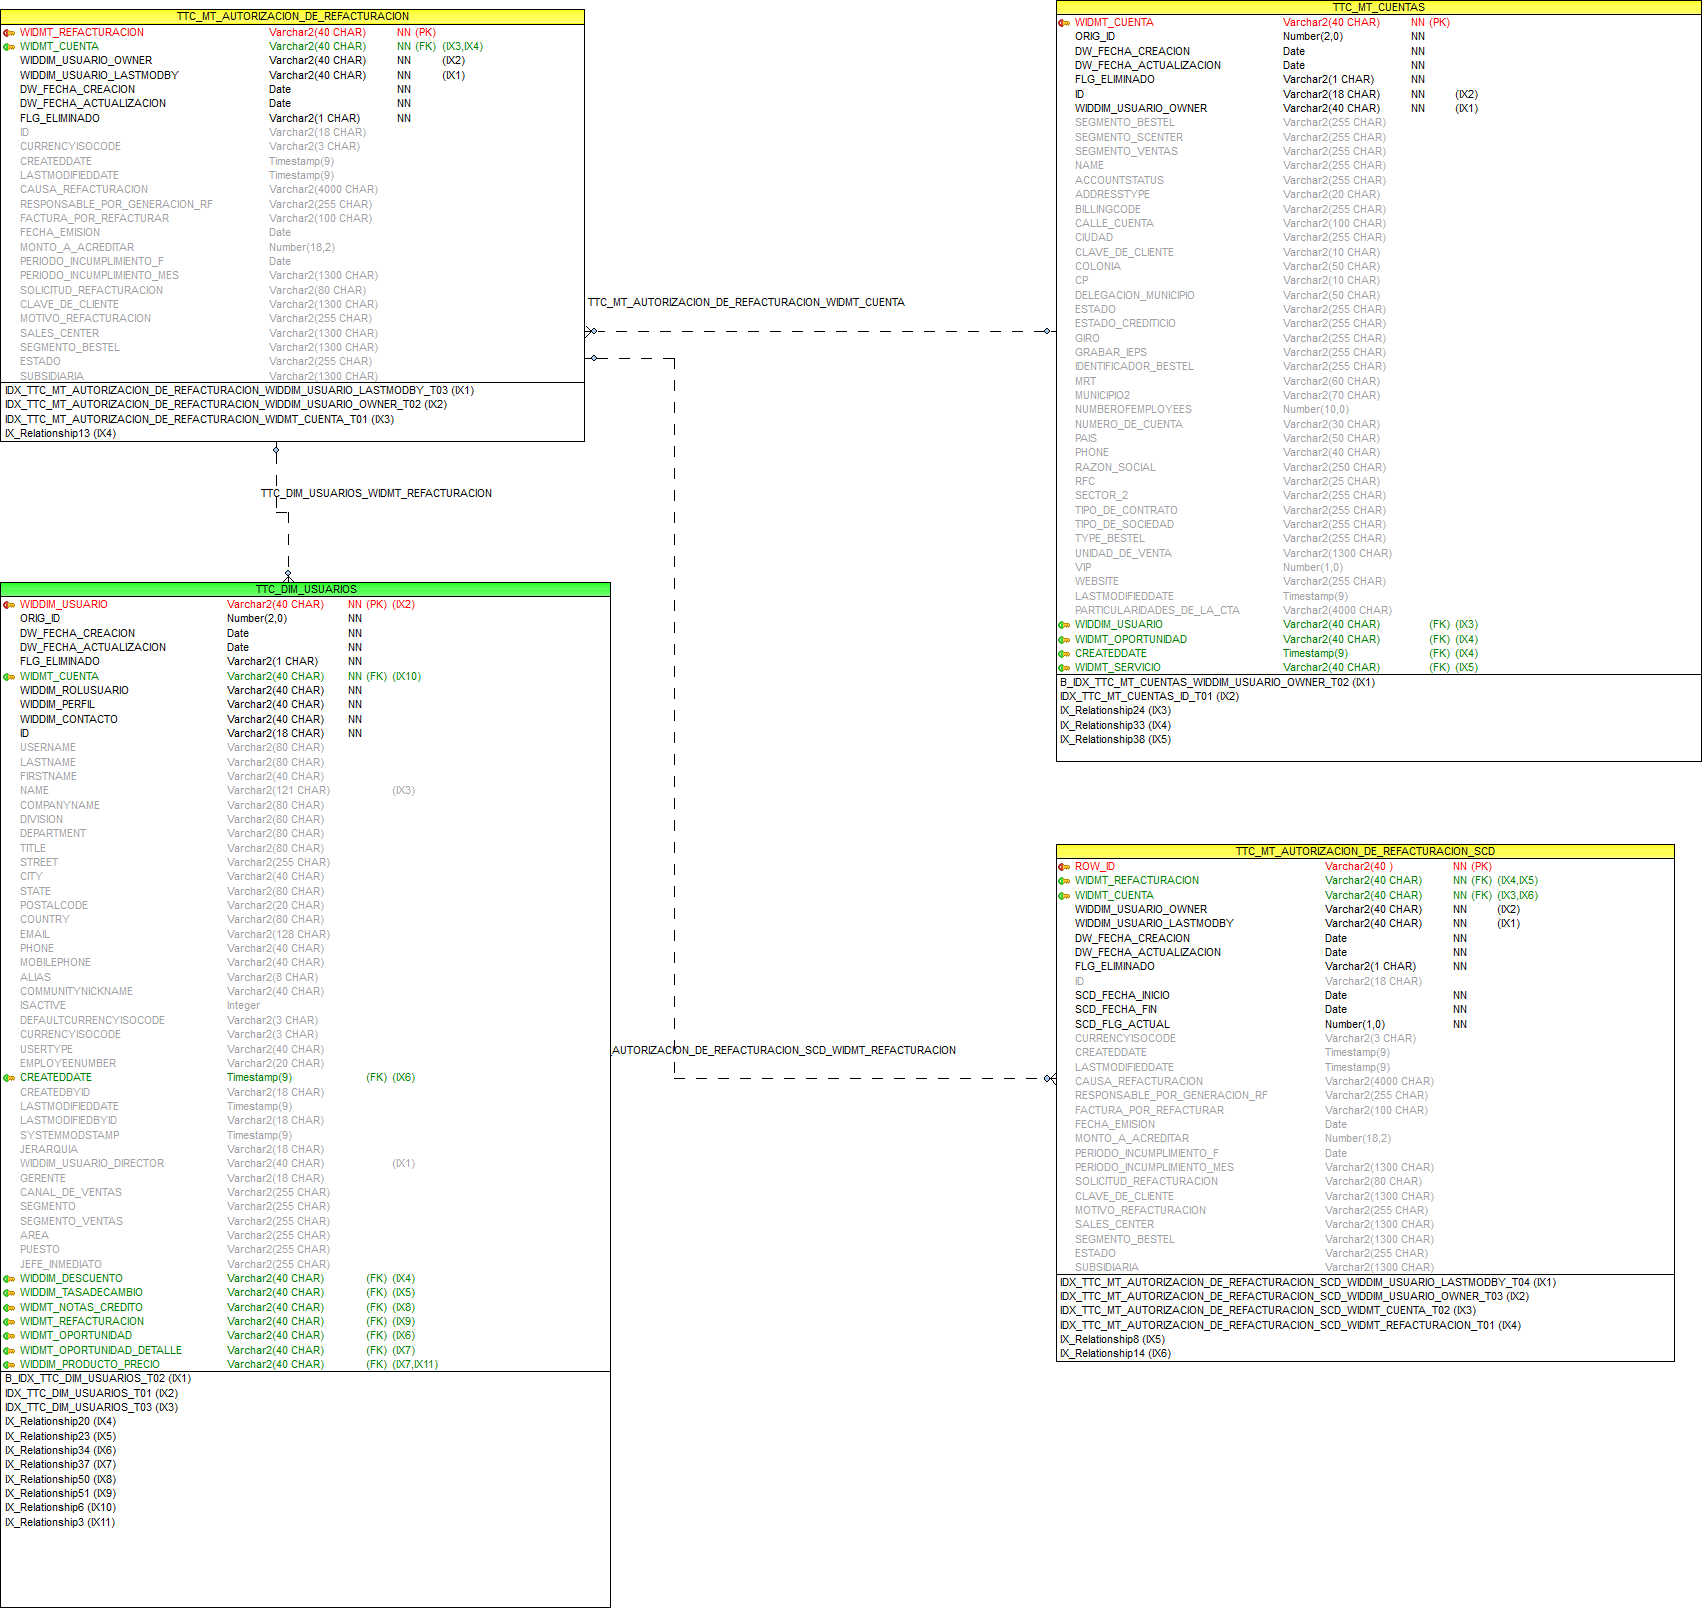 TTC_MT_AUTORIZACION_DE_REFACTURACION
WIDMT_REFACTURACION Varchar2(40 CHAR) NN (PK)
WIDMT_CUENTA Varchar2(40 CHAR) NN (FK) (IX3,IX4)
WIDDIM_USUARIO_OWNER Varchar2(40 CHAR) NN (IX2)
WIDDIM_USUARIO_LASTMODBY Varchar2(40 CHAR) NN (IX1)
DW_FECHA_CREACION Date NN
DW_FECHA_ACTUALIZACION Date NN
FLG_ELIMINADO Varchar2(1 CHAR) NN
ID Varchar2(18 CHAR)
CURRENCYISOCODE Varchar2(3 CHAR)
CREATEDDATE Timestamp(9)
LASTMODIFIEDDATE Timestamp(9)
CAUSA_REFACTURACION Varchar2(4000 CHAR)
RESPONSABLE_POR_GENERACION_RF Varchar2(255 CHAR)
FACTURA_POR_REFACTURAR Varchar2(100 CHAR)
FECHA_EMISION Date
MONTO_A_ACREDITAR Number(18,2)
PERIODO_INCUMPLIMIENTO_F Date
PERIODO_INCUMPLIMIENTO_MES Varchar2(1300 CHAR)
SOLICITUD_REFACTURACION Varchar2(80 CHAR)
CLAVE_DE_CLIENTE Varchar2(1300 CHAR)
MOTIVO_REFACTURACION Varchar2(255 CHAR)
SALES_CENTER Varchar2(1300 CHAR)
SEGMENTO_BESTEL Varchar2(1300 CHAR)
ESTADO Varchar2(255 CHAR)
SUBSIDIARIA Varchar2(1300 CHAR)
IDX_TTC_MT_AUTORIZACION_DE_REFACTURACION_WIDDIM_USUARIO_LASTMODBY_T03 (IX1)
IDX_TTC_MT_AUTORIZACION_DE_REFACTURACION_WIDDIM_USUARIO_OWNER_T02 (IX2)
IDX_TTC_MT_AUTORIZACION_DE_REFACTURACION_WIDMT_CUENTA_T01 (IX3)
IX_Relationship13 (IX4)
TTC_MT_CUENTAS
WIDMT_CUENTA Varchar2(40 CHAR) NN (PK)
ORIG_ID Number(2,0) NN
DW_FECHA_CREACION Date NN
DW_FECHA_ACTUALIZACION Date NN
FLG_ELIMINADO Varchar2(1 CHAR) NN
ID Varchar2(18 CHAR) NN (IX2)
WIDDIM_USUARIO_OWNER Varchar2(40 CHAR) NN (IX1)
SEGMENTO_BESTEL Varchar2(255 CHAR)
SEGMENTO_SCENTER Varchar2(255 CHAR)
SEGMENTO_VENTAS Varchar2(255 CHAR)
NAME Varchar2(255 CHAR)
ACCOUNTSTATUS Varchar2(255 CHAR)
ADDRESSTYPE Varchar2(20 CHAR)
BILLINGCODE Varchar2(255 CHAR)
CALLE_CUENTA Varchar2(100 CHAR)
CIUDAD Varchar2(255 CHAR)
CLAVE_DE_CLIENTE Varchar2(10 CHAR)
COLONIA Varchar2(50 CHAR)
CP Varchar2(10 CHAR)
DELEGACION_MUNICIPIO Varchar2(50 CHAR)
ESTADO Varchar2(255 CHAR)
ESTADO_CREDITICIO Varchar2(255 CHAR)
GIRO Varchar2(255 CHAR)
GRABAR_IEPS Varchar2(255 CHAR)
IDENTIFICADOR_BESTEL Varchar2(255 CHAR)
MRT Varchar2(60 CHAR)
MUNICIPIO2 Varchar2(70 CHAR)
NUMBEROFEMPLOYEES Number(10,0)
NUMERO_DE_CUENTA Varchar2(30 CHAR)
PAIS Varchar2(50 CHAR)
PHONE Varchar2(40 CHAR)
RAZON_SOCIAL Varchar2(250 CHAR)
RFC Varchar2(25 CHAR)
SECTOR_2 Varchar2(255 CHAR)
TIPO_DE_CONTRATO Varchar2(255 CHAR)
TIPO_DE_SOCIEDAD Varchar2(255 CHAR)
TYPE_BESTEL Varchar2(255 CHAR)
UNIDAD_DE_VENTA Varchar2(1300 CHAR)
VIP Number(1,0)
WEBSITE Varchar2(255 CHAR)
LASTMODIFIEDDATE Timestamp(9)
PARTICULARIDADES_DE_LA_CTA Varchar2(4000 CHAR)
WIDDIM_USUARIO Varchar2(40 CHAR) (FK) (IX3)
WIDMT_OPORTUNIDAD Varchar2(40 CHAR) (FK) (IX4)
CREATEDDATE Timestamp(9) (FK) (IX4)
WIDMT_SERVICIO Varchar2(40 CHAR) (FK) (IX5)
B_IDX_TTC_MT_CUENTAS_WIDDIM_USUARIO_OWNER_T02 (IX1)
IDX_TTC_MT_CUENTAS_ID_T01 (IX2)
IX_Relationship24 (IX3)
IX_Relationship33 (IX4)
IX_Relationship38 (IX5)
TTC_MT_AUTORIZACION_DE_REFACTURACION_WIDMT_CUENTA
TTC_DIM_USUARIOS_WIDMT_REFACTURACION
TTC_DIM_USUARIOS
WIDDIM_USUARIO Varchar2(40 CHAR) NN (PK) (IX2)
ORIG_ID Number(2,0) NN
DW_FECHA_CREACION Date NN
DW_FECHA_ACTUALIZACION Date NN
FLG_ELIMINADO Varchar2(1 CHAR) NN
WIDMT_CUENTA Varchar2(40 CHAR) NN (FK) (IX10)
WIDDIM_ROLUSUARIO Varchar2(40 CHAR) NN
WIDDIM_PERFIL Varchar2(40 CHAR) NN
WIDDIM_CONTACTO Varchar2(40 CHAR) NN
ID Varchar2(18 CHAR) NN
USERNAME Varchar2(80 CHAR)
LASTNAME Varchar2(80 CHAR)
FIRSTNAME Varchar2(40 CHAR)
NAME Varchar2(121 CHAR) (IX3)
COMPANYNAME Varchar2(80 CHAR)
DIVISION Varchar2(80 CHAR)
DEPARTMENT Varchar2(80 CHAR)
TITLE Varchar2(80 CHAR)
STREET Varchar2(255 CHAR)
CITY Varchar2(40 CHAR)
STATE Varchar2(80 CHAR)
POSTALCODE Varchar2(20 CHAR)
COUNTRY Varchar2(80 CHAR)
EMAIL Varchar2(128 CHAR)
PHONE Varchar2(40 CHAR)
MOBILEPHONE Varchar2(40 CHAR)
ALIAS Varchar2(8 CHAR)
COMMUNITYNICKNAME Varchar2(40 CHAR)
ISACTIVE Integer
DEFAULTCURRENCYISOCODE Varchar2(3 CHAR)
CURRENCYISOCODE Varchar2(3 CHAR)
USERTYPE Varchar2(40 CHAR)
EMPLOYEENUMBER Varchar2(20 CHAR)
CREATEDDATE Timestamp(9) (FK) (IX6)
CREATEDBYID Varchar2(18 CHAR)
LASTMODIFIEDDATE Timestamp(9)
LASTMODIFIEDBYID Varchar2(18 CHAR)
SYSTEMMODSTAMP Timestamp(9)
JERARQUIA Varchar2(18 CHAR)
WIDDIM_USUARIO_DIRECTOR Varchar2(40 CHAR) (IX1)
GERENTE Varchar2(18 CHAR)
CANAL_DE_VENTAS Varchar2(255 CHAR)
SEGMENTO Varchar2(255 CHAR)
SEGMENTO_VENTAS Varchar2(255 CHAR)
AREA Varchar2(255 CHAR)
PUESTO Varchar2(255 CHAR)
JEFE_INMEDIATO Varchar2(255 CHAR)
WIDDIM_DESCUENTO Varchar2(40 CHAR) (FK) (IX4)
WIDDIM_TASADECAMBIO Varchar2(40 CHAR) (FK) (IX5)
WIDMT_NOTAS_CREDITO Varchar2(40 CHAR) (FK) (IX8)
WIDMT_REFACTURACION Varchar2(40 CHAR) (FK) (IX9)
WIDMT_OPORTUNIDAD Varchar2(40 CHAR) (FK) (IX6)
WIDMT_OPORTUNIDAD_DETALLE Varchar2(40 CHAR) (FK) (IX7)
WIDDIM_PRODUCTO_PRECIO Varchar2(40 CHAR) (FK) (IX7,IX11)
B_IDX_TTC_DIM_USUARIOS_T02 (IX1)
IDX_TTC_DIM_USUARIOS_T01 (IX2)
IDX_TTC_DIM_USUARIOS_T03 (IX3)
IX_Relationship20 (IX4)
IX_Relationship23 (IX5)
IX_Relationship34 (IX6)
IX_Relationship37 (IX7)
IX_Relationship50 (IX8)
IX_Relationship51 (IX9)
IX_Relationship6 (IX10)
IX_Relationship3 (IX11)
_AUTORIZACION_DE_REFACTURACION_SCD_WIDMT_REFACTURACION
TTC_MT_AUTORIZACION_DE_REFACTURACION_SCD
ROW_ID Varchar2(40 ) NN (PK)
WIDMT_REFACTURACION Varchar2(40 CHAR) NN (FK) (IX4,IX5)
WIDMT_CUENTA Varchar2(40 CHAR) NN (FK) (IX3,IX6)
WIDDIM_USUARIO_OWNER Varchar2(40 CHAR) NN (IX2)
WIDDIM_USUARIO_LASTMODBY Varchar2(40 CHAR) NN (IX1)
DW_FECHA_CREACION Date NN
DW_FECHA_ACTUALIZACION Date NN
FLG_ELIMINADO Varchar2(1 CHAR) NN
ID Varchar2(18 CHAR)
SCD_FECHA_INICIO Date NN
SCD_FECHA_FIN Date NN
SCD_FLG_ACTUAL Number(1,0) NN
CURRENCYISOCODE Varchar2(3 CHAR)
CREATEDDATE Timestamp(9)
LASTMODIFIEDDATE Timestamp(9)
CAUSA_REFACTURACION Varchar2(4000 CHAR)
RESPONSABLE_POR_GENERACION_RF Varchar2(255 CHAR)
FACTURA_POR_REFACTURAR Varchar2(100 CHAR)
FECHA_EMISION Date
MONTO_A_ACREDITAR Number(18,2)
PERIODO_INCUMPLIMIENTO_F Date
PERIODO_INCUMPLIMIENTO_MES Varchar2(1300 CHAR)
SOLICITUD_REFACTURACION Varchar2(80 CHAR)
CLAVE_DE_CLIENTE Varchar2(1300 CHAR)
MOTIVO_REFACTURACION Varchar2(255 CHAR)
SALES_CENTER Varchar2(1300 CHAR)
SEGMENTO_BESTEL Varchar2(1300 CHAR)
ESTADO Varchar2(255 CHAR)
SUBSIDIARIA Varchar2(1300 CHAR)
IDX_TTC_MT_AUTORIZACION_DE_REFACTURACION_SCD_WIDDIM_USUARIO_LASTMODBY_T04 (IX1)
IDX_TTC_MT_AUTORIZACION_DE_REFACTURACION_SCD_WIDDIM_USUARIO_OWNER_T03 (IX2)
IDX_TTC_MT_AUTORIZACION_DE_REFACTURACION_SCD_WIDMT_CUENTA_T02 (IX3)
IDX_TTC_MT_AUTORIZACION_DE_REFACTURACION_SCD_WIDMT_REFACTURACION_T01 (IX4)
IX_Relationship8 (IX5)
IX_Relationship14 (IX6)